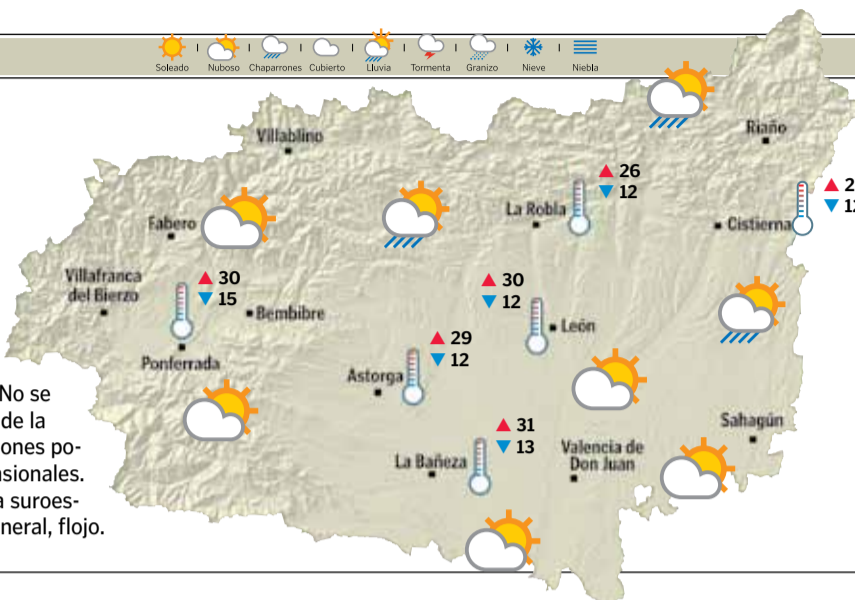 Soleado Nuboso Chaparrones Cubierto Lluvia Tormenta Granizo Nieve Niebla
Villablino
Riaño
26
12
La Robla
Cistierna
Fabero
Villafranca
del Bierzo
30
15
Bembibre
Ponferrada
30
12
León
29
12
Astorga
31
13
La Bañeza
Valencia de
Don Juan
Sahagún
No se
de la
ones po-
sionales.
a suroes-
neral, flojo.